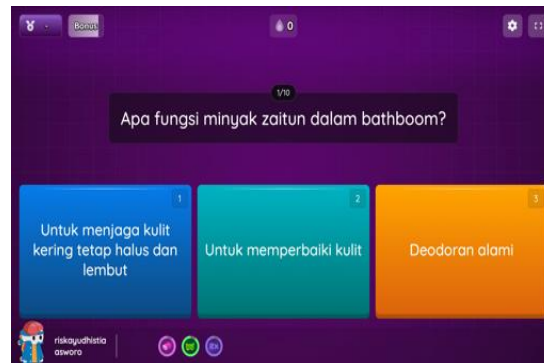 Bonus
0
1/10
Apa fungsi minyak zaitun dalam bathboom?
1
Untuk menjaga kulit
kering tetap halus dan
lembut
2
Untuk memperbaiki kulit
3
Deodoran alami
riskayudhistia
asworo
2X